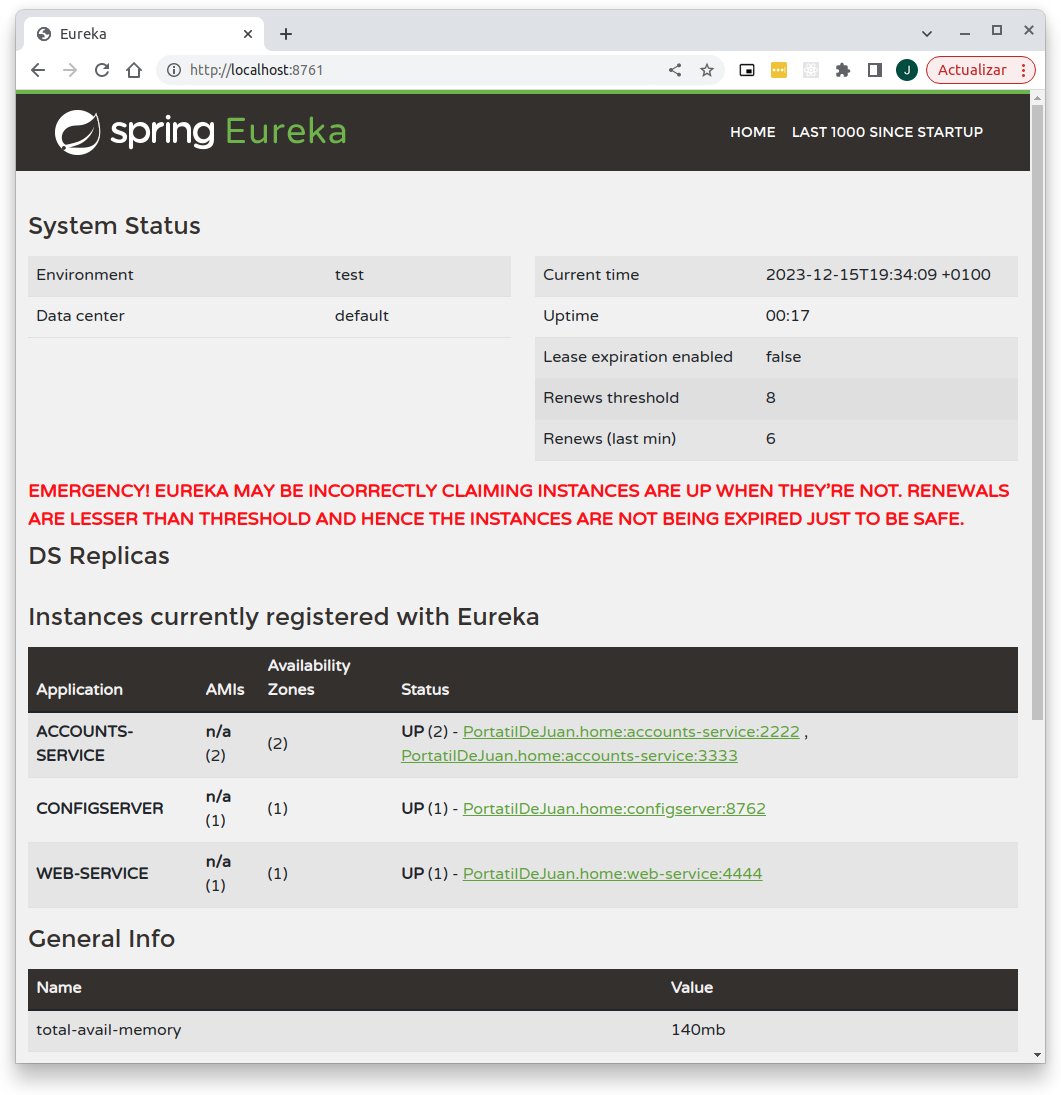 Eureka
http://localhost:8761
J
Actualizar
spring Eureka
HOME LAST 1000 SINCE STARTUP
System Status
Environment test
Data center default
Current time 2023-12-15T19:34:09 +0100
Uptime 00:17
Lease expiration enabled false
Renews threshold 8
Renews (last min) 6
EMERGENCY! EUREKA MAY BE INCORRECTLY CLAIMING INSTANCES ARE UP WHEN THEY'RE NOT. RENEWALS
ARE LESSER THAN THRESHOLD AND HENCE THE INSTANCES ARE NOT BEING EXPIRED JUST TO BE SAFE.
DS Replicas
Instances currently registered with Eureka
Application AMIs Availability Zones Status
ACCOUNTS-SERVICE n/a (2) (2) UP (2) - PortatilDeJuan.home:accounts-service:2222 ,
PortatilDeJuan.home:accounts-service:3333
CONFIGSERVER n/a (1) (1) UP (1) - PortatilDeJuan.home:configserver:8762
WEB-SERVICE n/a (1) (1) UP (1) - PortatilDeJuan.home:web-service:4444
General Info
Name Value
total-avail-memory 140mb